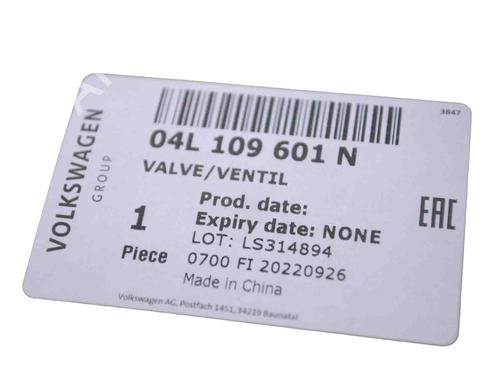 3847
04L 109 601 N
VALVE/VENTIL
VOLKSWAGEN
GROUP
Prod. date:
Expiry date: NONE
1
Piece
LOT: LS314894
0700 FI 20220926
Made in China
EAC
Volkswagen AG, Postfach 1451, 34219 Baunatal